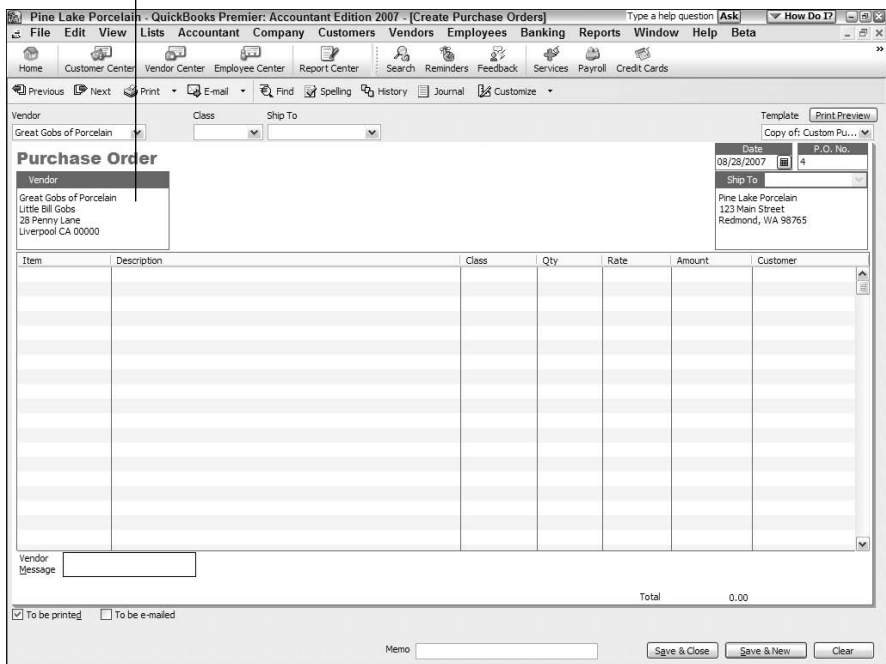 Pine Lake Porcelain - QuickBooks Premier: Accountant Edition 2007 - [Create Purchase Orders] Type a help question Ask How Do I?
File Edit View Lists Accountant Company Customers Vendors Employees Banking Reports Window Help Beta
Home Customer Center Vendor Center Employee Center Report Center Search Reminders Feedback Services Payroll Credit Cards
Previous Next Print E-mail Find Spelling History Journal Customize
Vendor Class Ship To Template Print Preview
Great Gobs of Porcelain Copy of: Custom Pu...
Purchase Order
Date P.O. No.
08/28/2007 4
Vendor
Great Gobs of Porcelain
Little Bill Gobs
28 Penny Lane
Liverpool CA 00000
Ship To
Pine Lake Porcelain
123 Main Street
Redmond, WA 98765
Item Description Class Qty Rate Amount Customer
Vendor
Message
Total 0.00
To be printed To be e-mailed
Memo Save & Close Save & New Clear